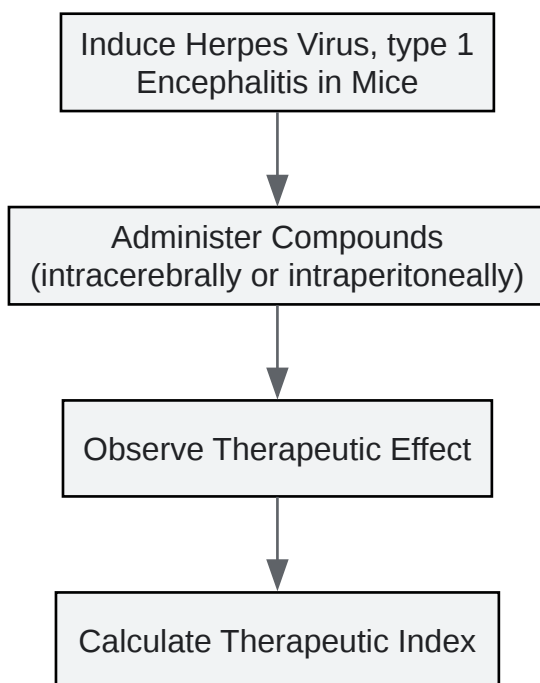 Induce Herpes Virus, type 1
Encephalitis in Mice
Administer Compounds
(intracerebrally or intraperitoneally)
Observe Therapeutic Effect
Calculate Therapeutic Index